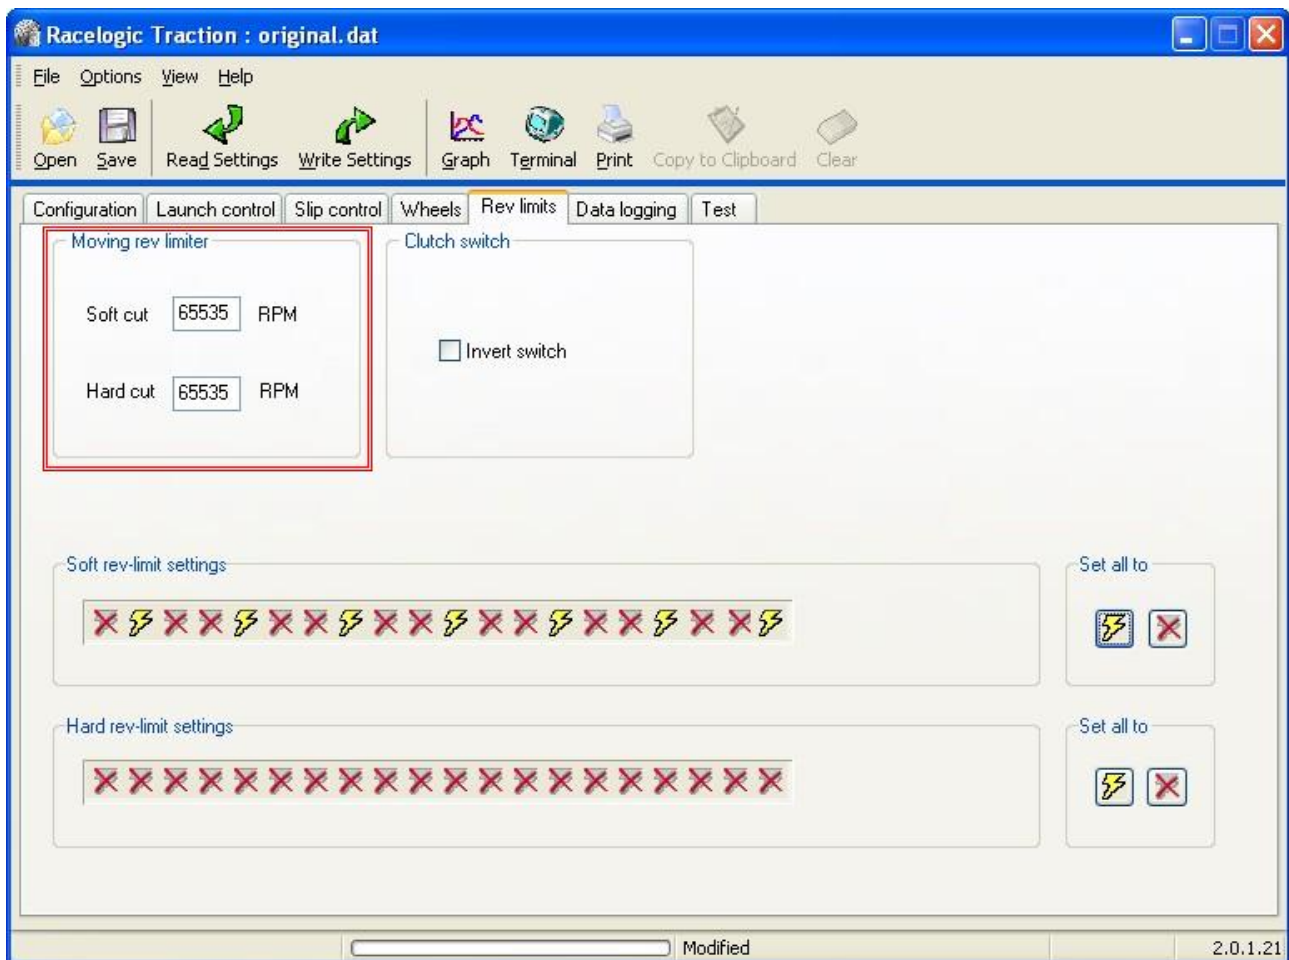 Racelogic Traction : original.dat
File Options View Help
Open Save Read Settings Write Settings Graph Terminal Print Copy to Clipboard Clear
Configuration Launch control Slip control Wheels Rev limits Data logging Test
Moving rev limiter Clutch switch
Soft cut 65535 RPM
Invert switch
Hard cut 65535 RPM
Soft rev-limit settings Set all to
Hard rev-limit settings Set all to
Modified 2.0.1.21